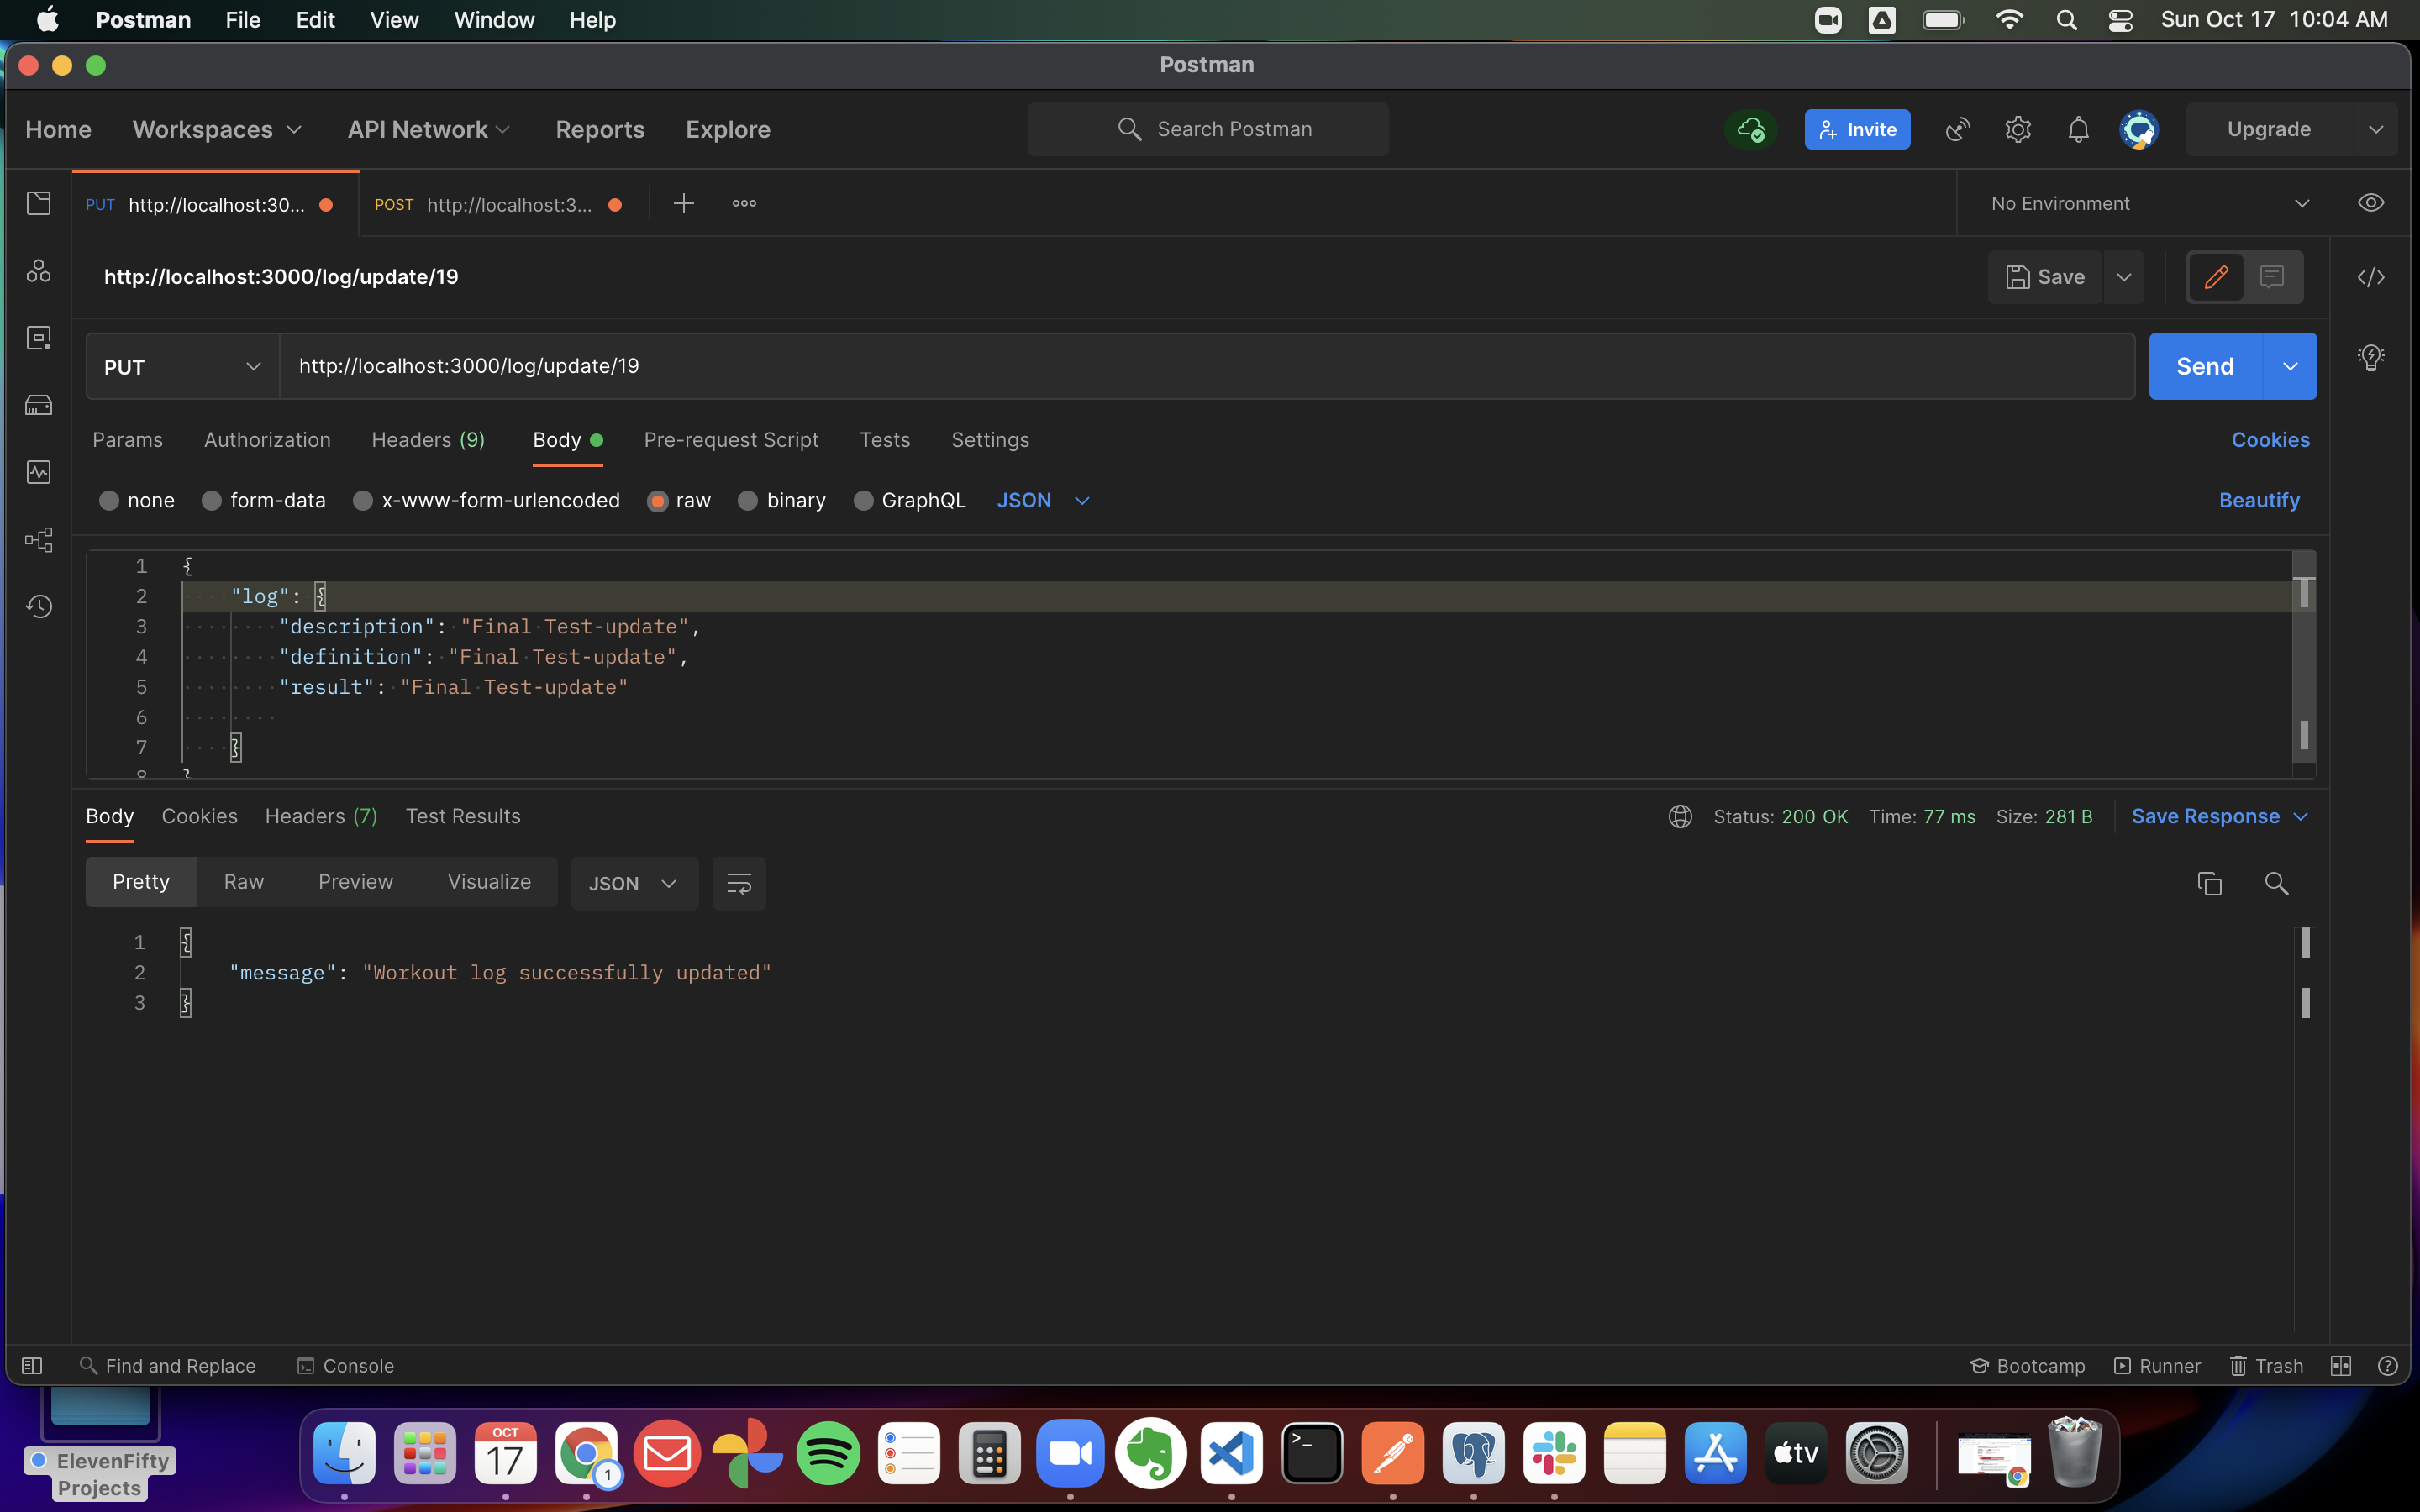 Postman File Edit View Window Help Sun Oct 17 10:04 AM
Postman
Home Workspaces API Network Reports Explore Search Postman Invite Upgrade
PUT http://localhost:30... POST http://localhost:3... No Environment
http://localhost:3000/log/update/19 Save
PUT http://localhost:3000/log/update/19 Send
Params Authorization Headers (9) Body Pre-request Script Tests Settings Cookies
none form-data x-www-form-urlencoded raw binary GraphQL JSON Beautify
1 {
2 "log": {
3 "description": "Final Test-update",
4 "definition": "Final Test-update",
5 "result": "Final Test-update"
6
7 }
8 }
Body Cookies Headers (7) Test Results Status: 200 OK Time: 77 ms Size: 281 B Save Response
Pretty Raw Preview Visualize JSON
1 {
2 "message": "Workout log successfully updated"
3 }
Find and Replace Console Bootcamp Runner Trash
OCT
17
1
tv
ElevenFifty
Projects